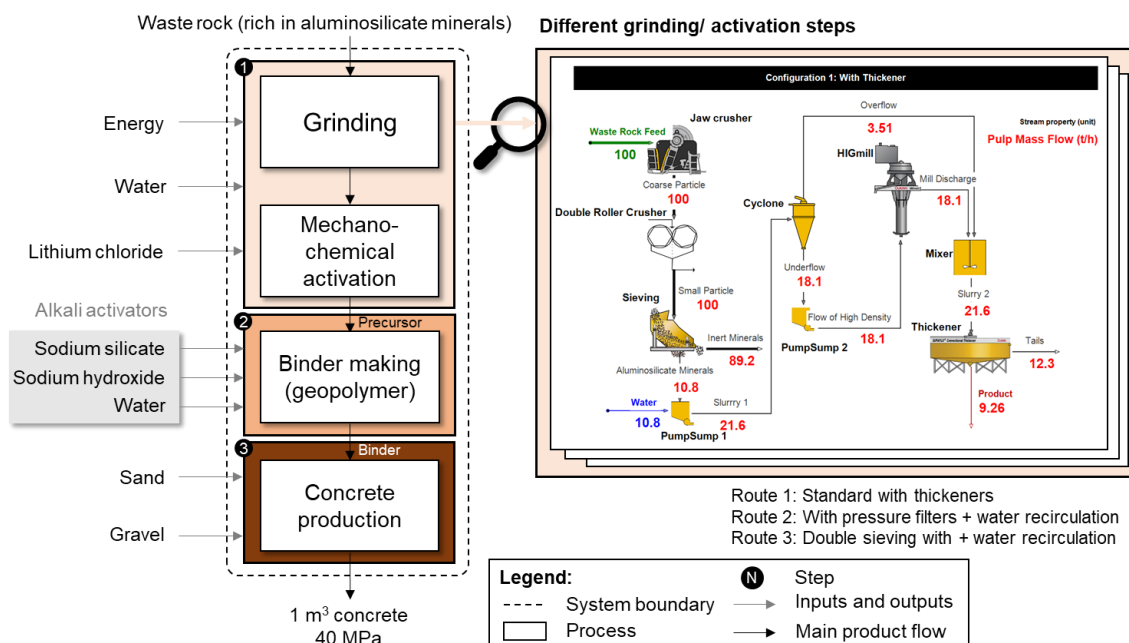 Waste rock (rich in aluminosilicate minerals)
1
Grinding
Energy
Water
Mechano-
chemical
activation
Lithium chloride
Alkali activators
2
Precursor
Sodium silicate
Binder making
(geopolymer)
Sodium hydroxide
Water
3
Binder
Sand
Concrete
production
Gravel
1 m³ concrete
40 MPa
Different grinding/ activation steps
Configuration 1: With Thickener
Overflow
3.51
Stream property (unit)
Pulp Mass Flow (t/h)
Jaw crusher
Waste Rock Feed
100
HIGmill
Coarse Particle
100
Mill Discharge
18.1
Double Roller Crusher
Cyclone
Mixer
Underflow
18.1
Small Particle
100
Slurry 2
21.6
Sieving
Flow of High Density
18.1
PumpSump 2
Thickener
Inert Minerals
89.2
Tails
12.3
Aluminosilicate Minerals
10.8
Product
9.26
Water
10.8
Slurrry 1
21.6
PumpSump 1
Route 1: Standard with thickeners
Route 2: With pressure filters + water recirculation
Route 3: Double sieving with + water recirculation
Legend:
N Step
System boundary
Inputs and outputs
Process
Main product flow